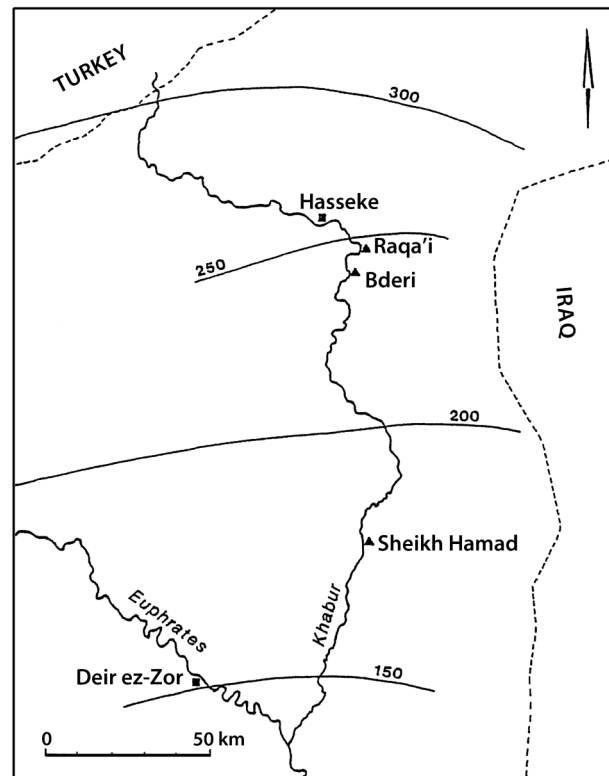 TURKEY
300
Hasseke
Raqa'i
250
Bderi
IRAQ
200
Sheikh Hamad
Euphrates
Khabur
Deir ez-Zor
150
0 50 km